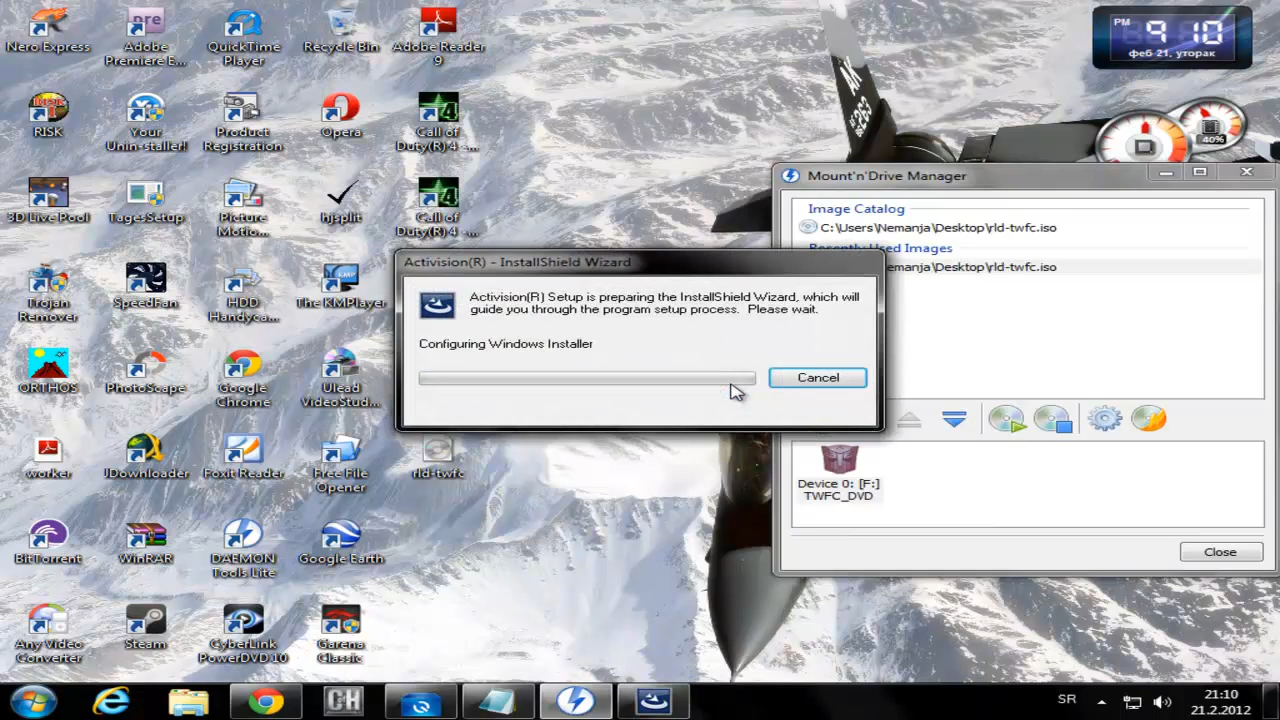 Nero Express
Adobe
Premiere E...
QuickTime
Player
Recycle Bin
Adobe Reader
9
PM
9 10
феб 21, уторак
40%
RISK
Your
Unin-staller!
Product
Registration
Opera
Call of
Duty(R) 4 -...
3D Live Pool
TagesSetup
Picture
Motio...
hjsplit
Call of
Duty(R) 4 -...
Trojan
Remover
SpeedFan
HDD
Handyca...
The KMPlayer
ORTHOS
PhotoScape
Google
Chrome
Ulead
VideoStud...
worker
JDownloader
Foxit Reader
Free File
Opener
rld-twfc
BitTorrent
WinRAR
DAEMON
Tools Lite
Google Earth
Any Video
Converter
Steam
CyberLink
PowerDVD 10
Garena
Classic
Mount'n'Drive Manager
Image Catalog
C:\Users\Nemanja\Desktop\rld-twfc.iso
Recently Used Images
emanja\Desktop\rld-twfc.iso
Activision(R) - InstallShield Wizard
Activision(R) Setup is preparing the InstallShield Wizard, which will
guide you through the program setup process. Please wait.
Configuring Windows Installer
Cancel
Device 0: [F:]
TWFC_DVD
Close
CH
SR
21:10
21.2.2012